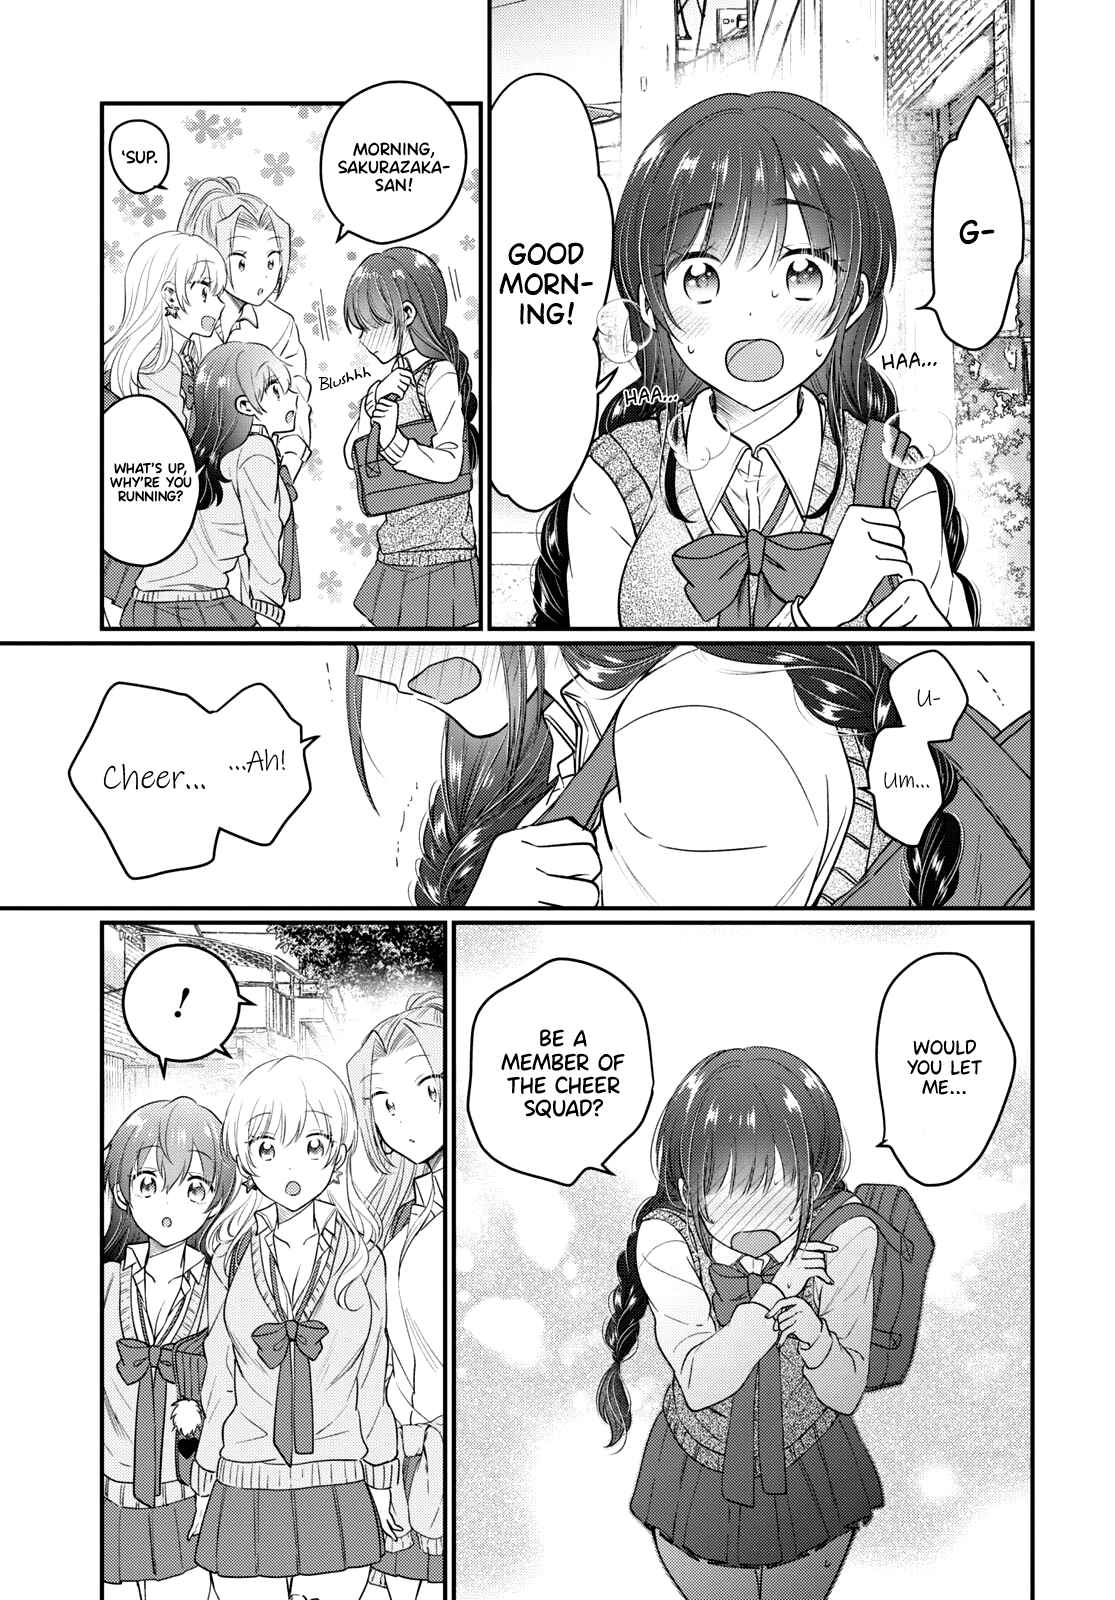 G-
GOOD
MORN-
ING!
HAA...
HAA...
MORNING,
SAKURAZAKA-
SAN!
'SUP.
Blushhh
WHAT'S UP,
WHY'RE YOU
RUNNING?
U-
Um...
...Ah!
Cheer...
WOULD
YOU LET
ME...
BE A
MEMBER OF
THE CHEER
SQUAD?
!